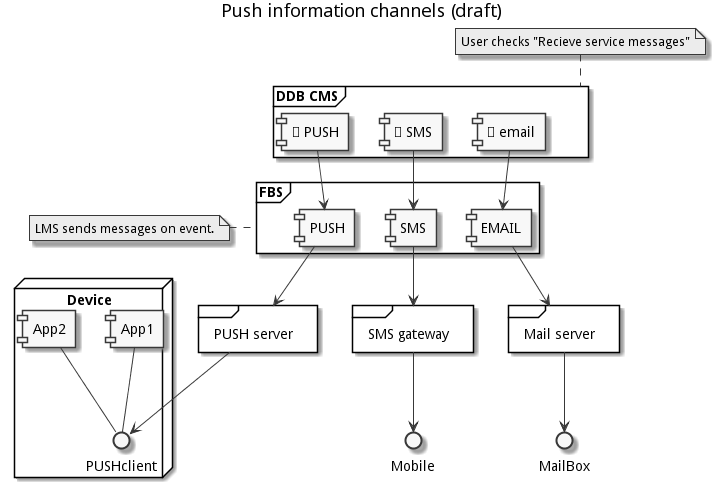 Push information channels (draft)
User checks "Recieve service messages"
DDB CMS
PUSH
SMS
email
FBS
LMS sends messages on event.
PUSH
SMS
EMAIL
Device
App2
App1
PUSH server
SMS gateway
Mail server
PUSHclient
Mobile
MailBox